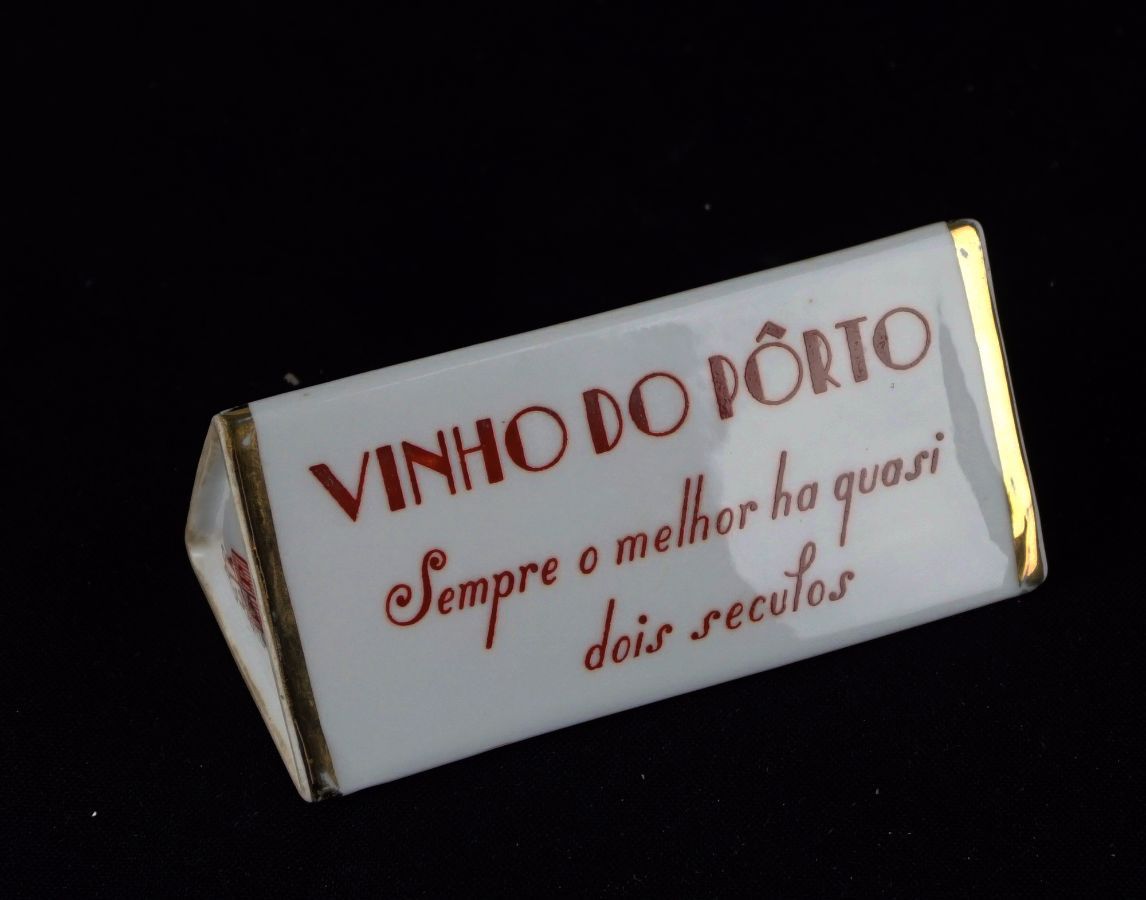 VINHO DO PÔRTO
Sempre o melhor ha quasi
dois seculos